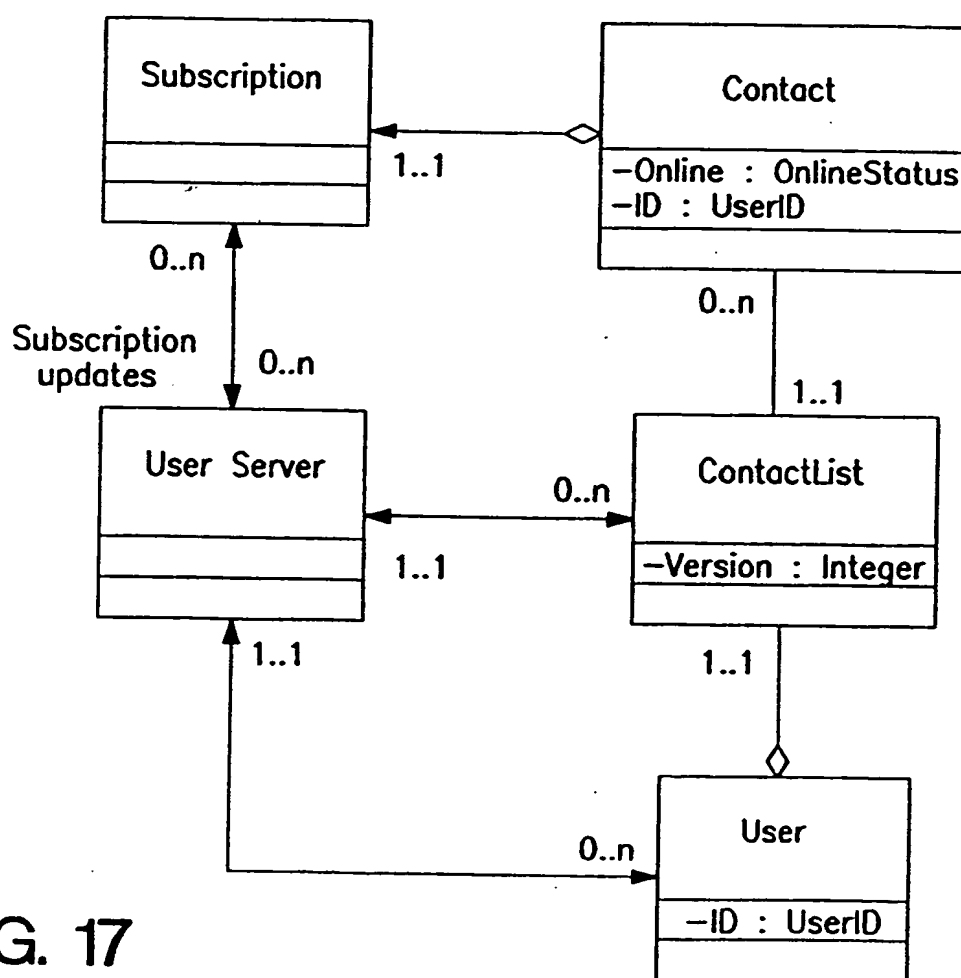 Subscription
Contact
1..1
–Online : OnlineStatus
–ID : UserID
0..n
0..n
Subscription
updates
0..n
1..1
User Server
ContactList
0..n
1..1
–Version : Integer
1..1
1..1
User
0..n
–ID : UserID
G. 17